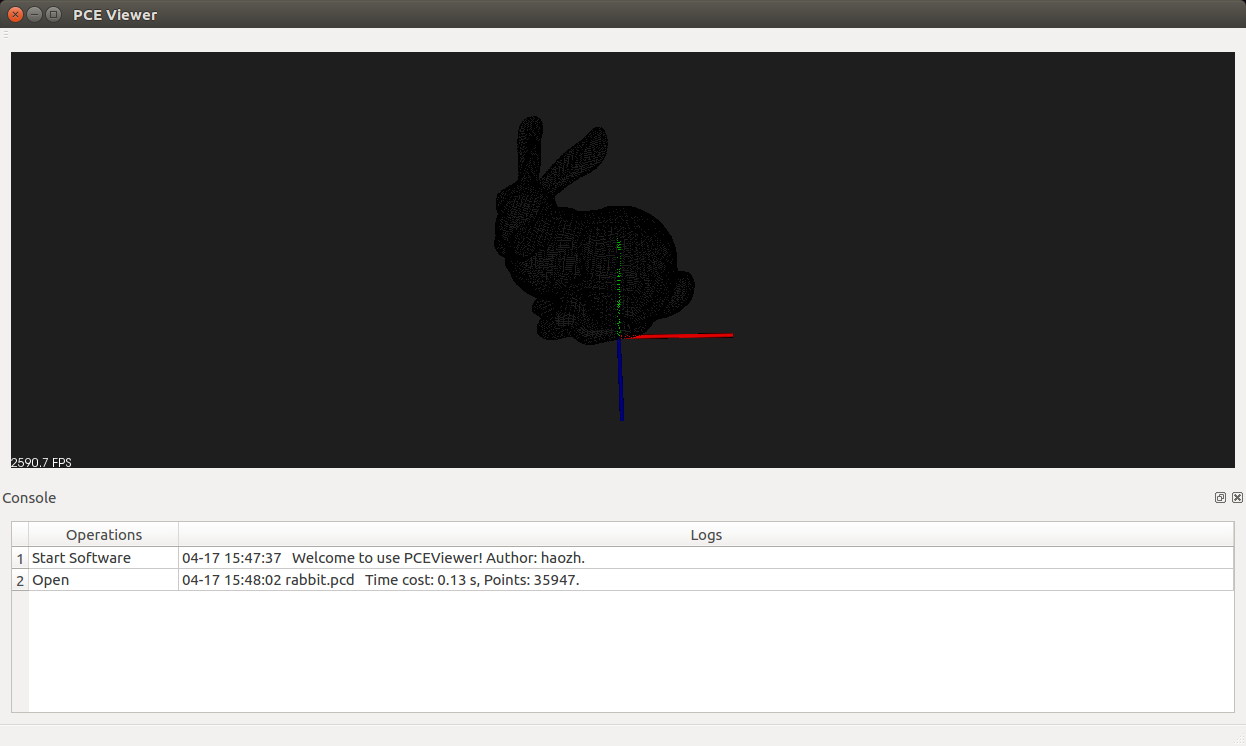 PCE Viewer
2590.7 FPS
Console
Operations Logs
1 Start Software 04-17 15:47:37 Welcome to use PCEViewer! Author: haozh.
2 Open 04-17 15:48:02 rabbit.pcd Time cost: 0.13 s, Points: 35947.